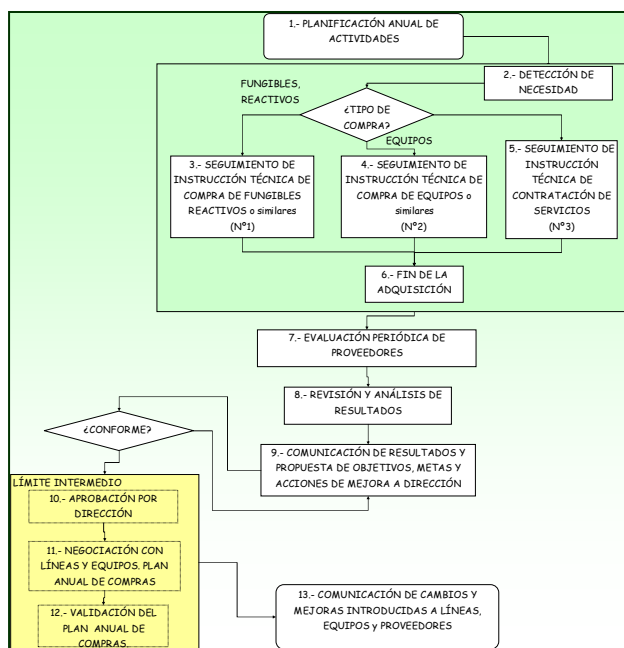 1.- PLANIFICACIÓN ANUAL DE
ACTIVIDADES
2.- DETECCIÓN DE
NECESIDAD
FUNGIBLES,
REACTIVOS
¿TIPO DE
COMPRA?
EQUIPOS
3.- SEGUIMIENTO DE
INSTRUCCIÓN TÉCNICA DE
COMPRA DE FUNGIBLES
REACTIVOS o similares
(Nº1)
4.- SEGUIMIENTO DE
INSTRUCCIÓN TÉCNICA DE
COMPRA DE EQUIPOS o
similares
(Nº2)
5.- SEGUIMIENTO DE
INSTRUCCIÓN
TÉCNICA DE
CONTRATACIÓN DE
SERVICIOS
(Nº3)
6.- FIN DE LA
ADQUISICIÓN
7.- EVALUACIÓN PERIÓDICA DE
PROVEEDORES
8.- REVISIÓN Y ANÁLISIS DE
RESULTADOS
¿CONFORME?
9.- COMUNICACIÓN DE RESULTADOS Y
PROPUESTA DE OBJETIVOS, METAS Y
ACCIONES DE MEJORA A DIRECCIÓN
LÍMITE INTERMEDIO
10.- APROBACIÓN POR
DIRECCIÓN
11.- NEGOCIACIÓN CON
LÍNEAS Y EQUIPOS. PLAN
ANUAL DE COMPRAS
12.- VALIDACIÓN DEL
PLAN ANUAL DE
COMPRAS.
13.- COMUNICACIÓN DE CAMBIOS Y
MEJORAS INTRODUCIDAS A LÍNEAS,
EQUIPOS y PROVEEDORES